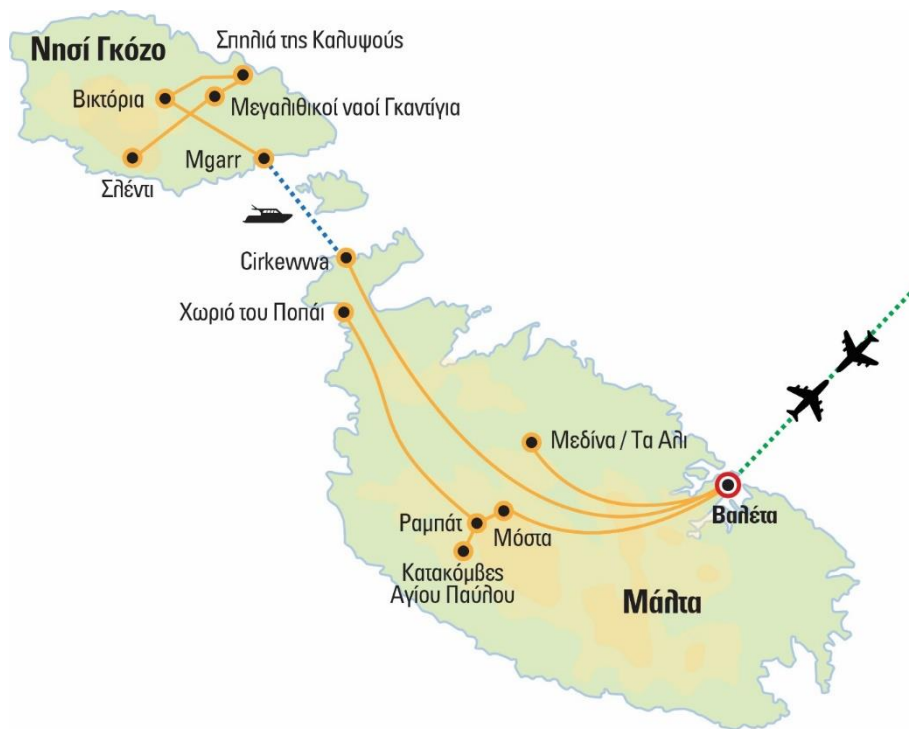 Νησί Γκόζο
Σπηλιά της Καλυψούς
Βικτόρια
Μεγαλιθικοί ναοί Γκαντίγια
Σλέντι
Mgarr
Cirkewwa
Χωριό του Ποπάι
Μεδίνα / Τα Αλι
Βαλέτα
Ραμπάτ
Μόστα
Κατακόμβες
Αγίου Παύλου
Μάλτα